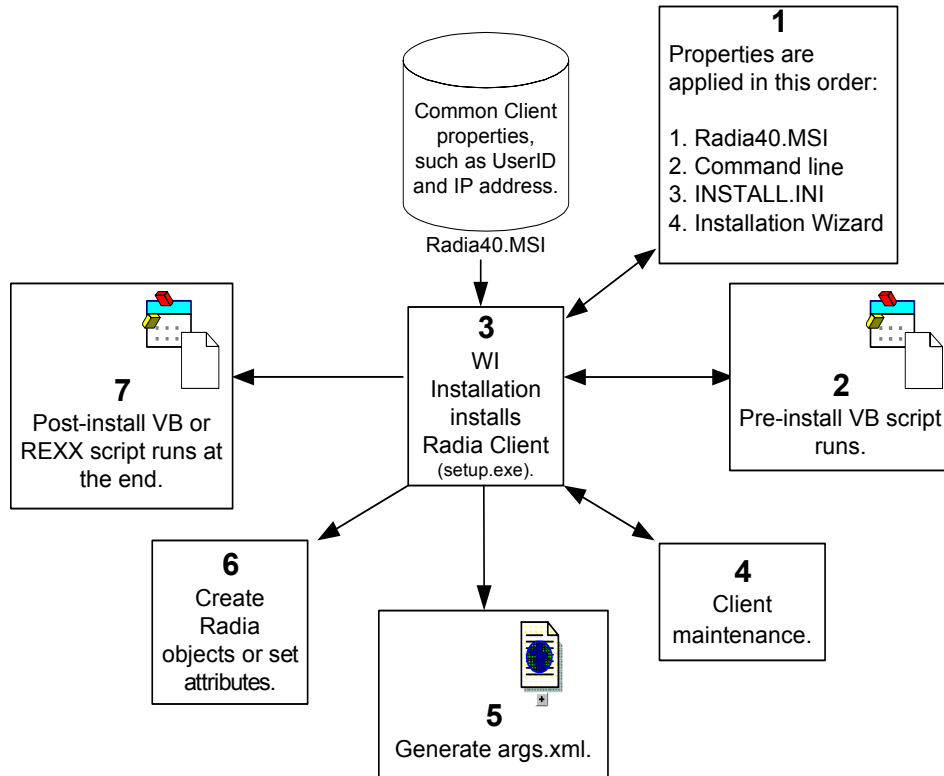 1
Properties are
applied in this order:
1. Radia40.MSI
2. Command line
3. INSTALL.INI
4. Installation Wizard
Common Client
properties,
such as UserID
and IP address.
Radia40.MSI
3
WI
Installation
installs
Radia Client
(setup.exe).
7
Post-install VB or
REXX script runs at
the end.
2
Pre-install VB script
runs.
6
Create
Radia
objects or set
attributes.
4
Client
maintenance.
5
Generate args.xml.